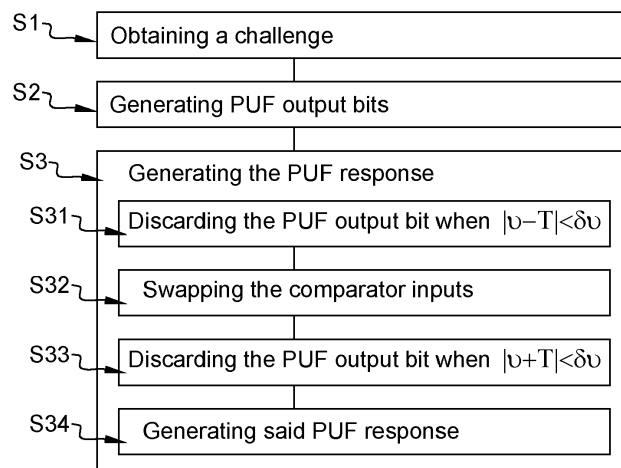 S1 Obtaining a challenge
S2 Generating PUF output bits
S3 Generating the PUF response
S31 Discarding the PUF output bit when |υ−T|<δυ
S32 Swapping the comparator inputs
S33 Discarding the PUF output bit when |υ+T|<δυ
S34 Generating said PUF response